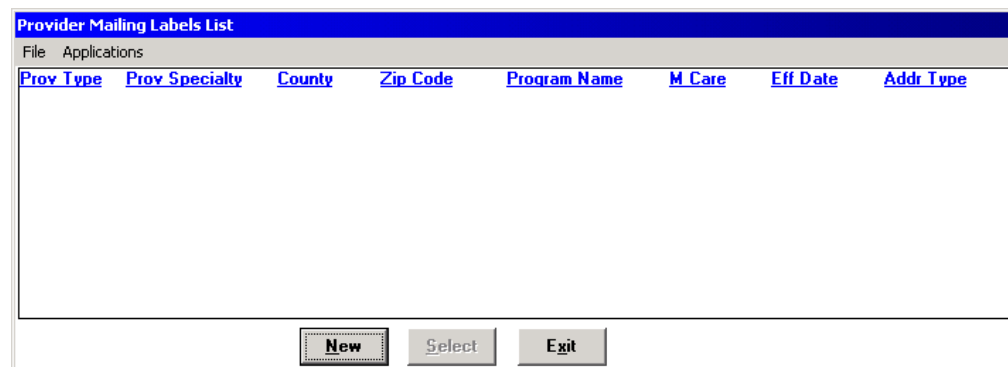 Provider Mailing Labels List
File Applications
Prov Type Prov Specialty County Zip Code Program Name M Care Eff Date Addr Type
New Select Exit